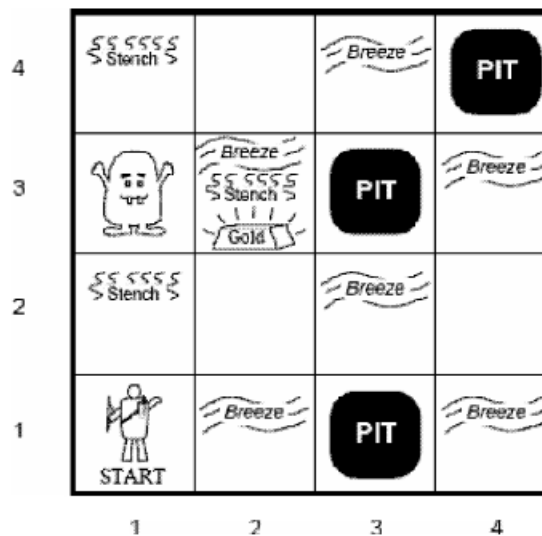 4 Stench Breeze PIT
Breeze
3 Stench PIT Breeze
Gold
2 Stench Breeze
1 Breeze PIT Breeze
START
1 2 3 4